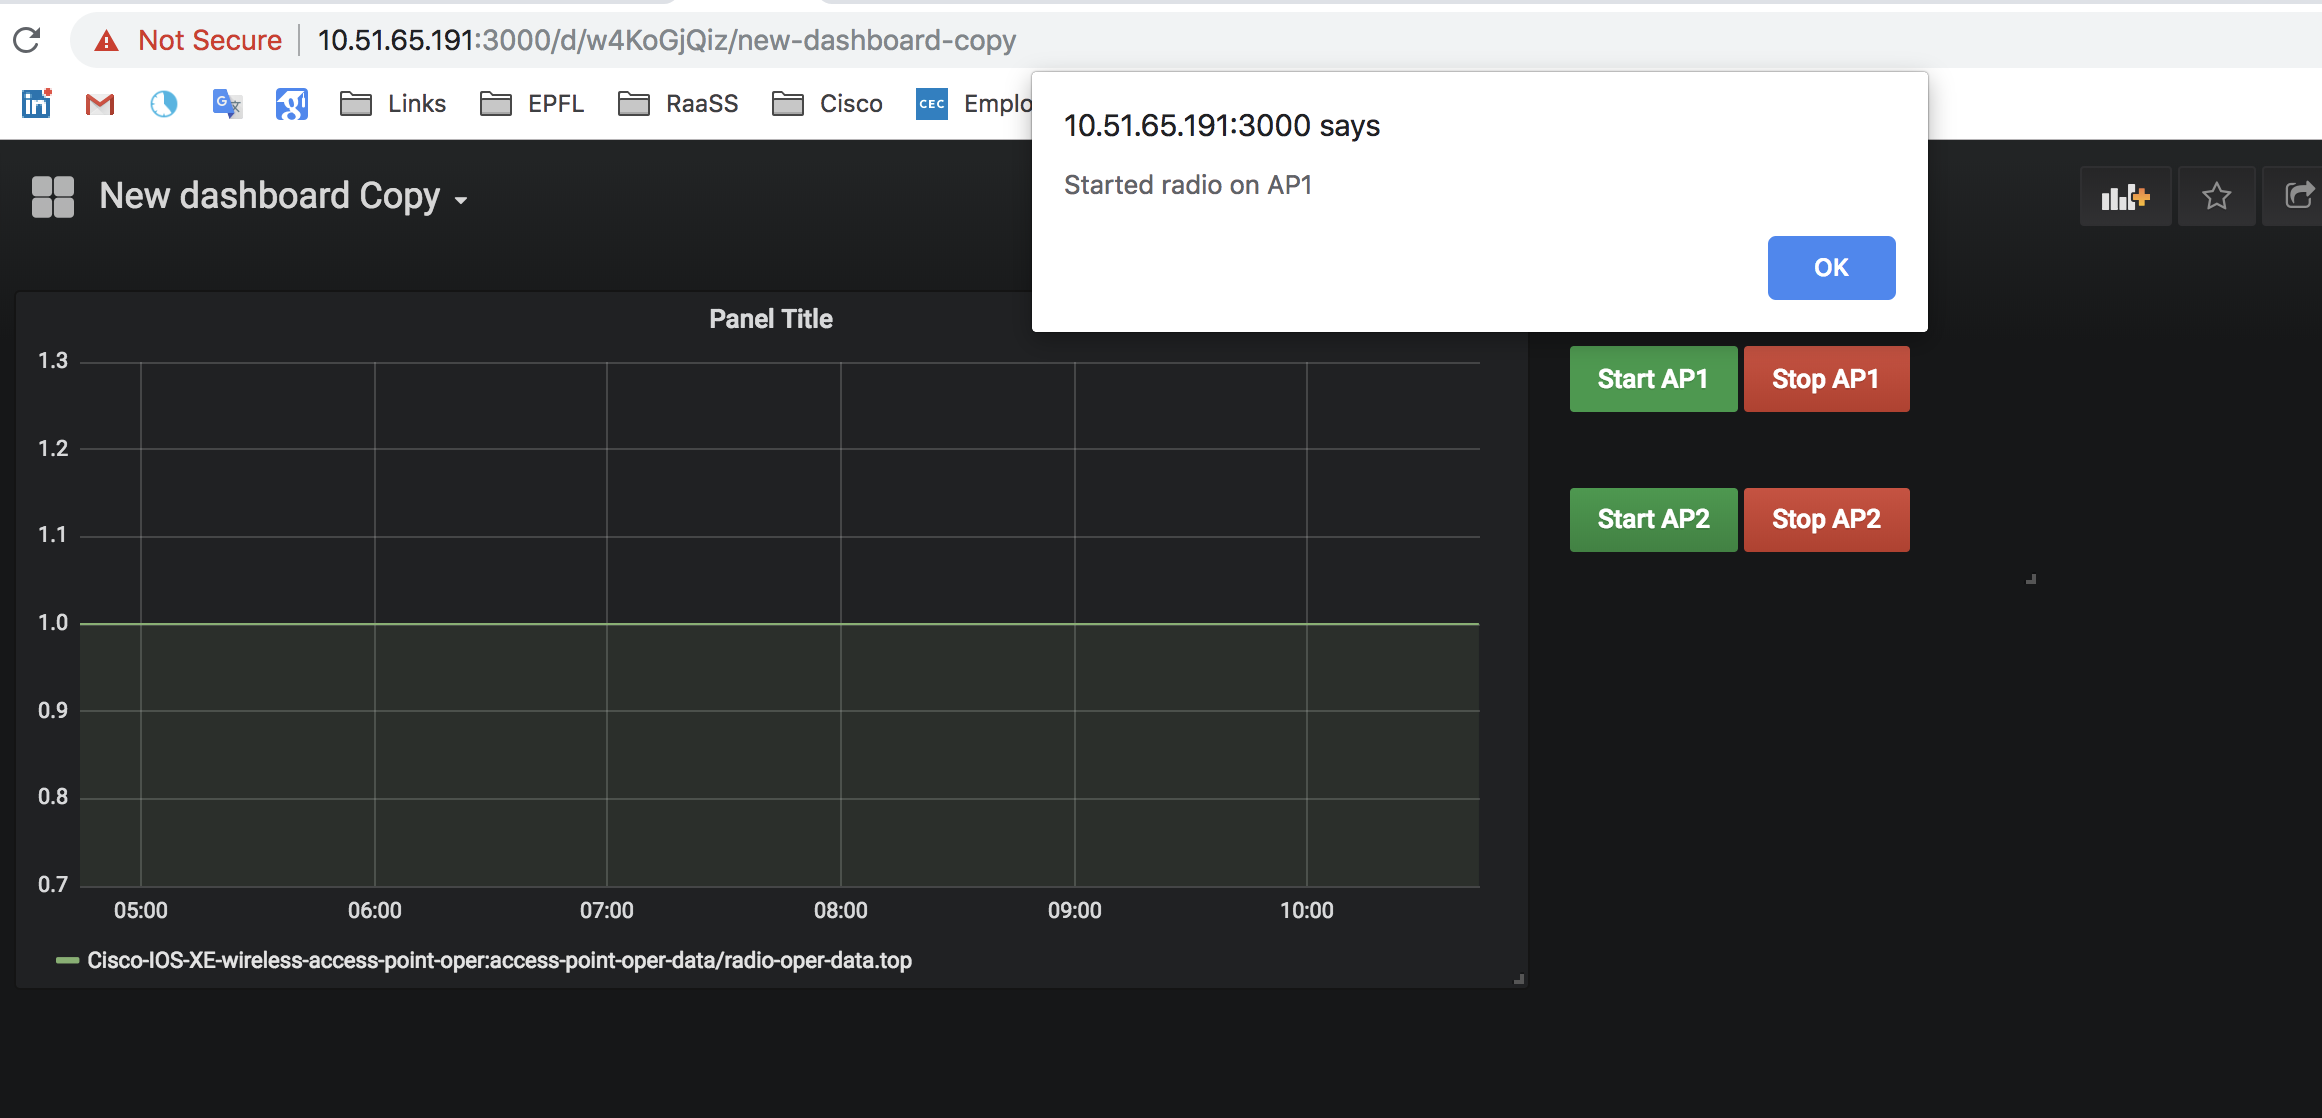 Not Secure 10.51.65.191:3000/d/w4KoGjQiz/new-dashboard-copy
in M G 文 g Links EPFL RaaSS Cisco CEC Emplo
10.51.65.191:3000 says
Started radio on AP1
OK
New dashboard Copy
Panel Title
1.3
1.2
1.1
1.0
0.9
0.8
0.7
05:00 06:00 07:00 08:00 09:00 10:00
Cisco-IOS-XE-wireless-access-point-oper:access-point-oper-data/radio-oper-data.top
Start AP1 Stop AP1
Start AP2 Stop AP2